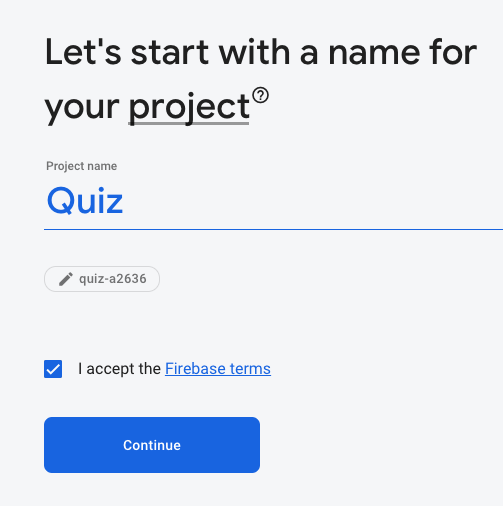 Let's start with a name for
your project
Project name
Quiz
quiz-a2636
I accept the Firebase terms
Continue